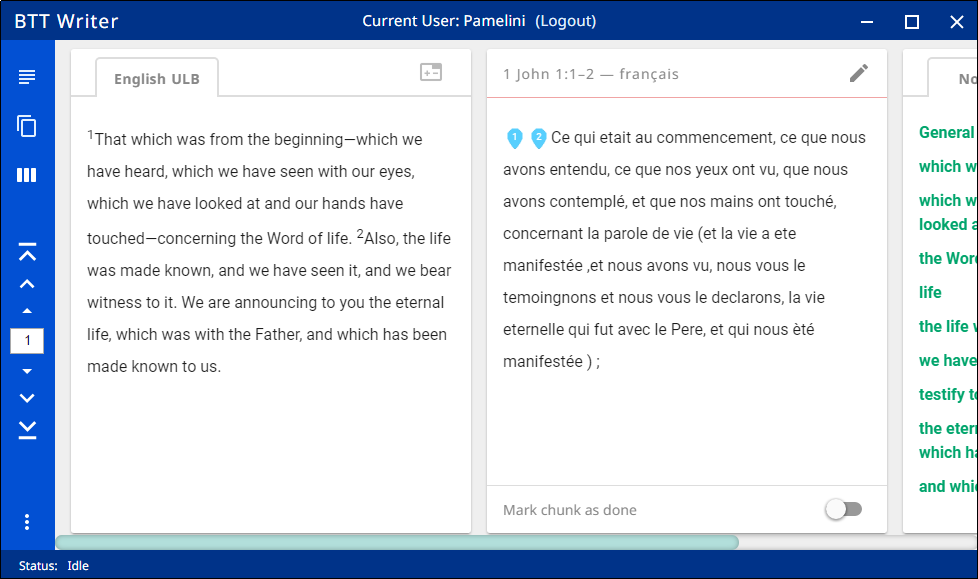 BTT Writer
Current User: Pamelini (Logout)
English ULB
1That which was from the beginning—which we
have heard, which we have seen with our eyes,
which we have looked at and our hands have
touched—concerning the Word of life. 2Also, the life
was made known, and we have seen it, and we bear
witness to it. We are announcing to you the eternal
life, which was with the Father, and which has been
made known to us.
1 John 1:1–2 — français
1 2 Ce qui etait au commencement, ce que nous
avons entendu, ce que nos yeux ont vu, que nous
avons contemplé, et que nos mains ont touché,
concernant la parole de vie (et la vie a ete
manifestée ,et nous avons vu, nous vous le
temoingnons et nous vous le declarons, la vie
eternelle qui fut avec le Pere, et qui nous èté
manifestée ) ;
Mark chunk as done
No
General
which w
which w
looked a
the Wor
life
the life w
we have
testify to
the eter
which ha
and whic
1
Status: Idle